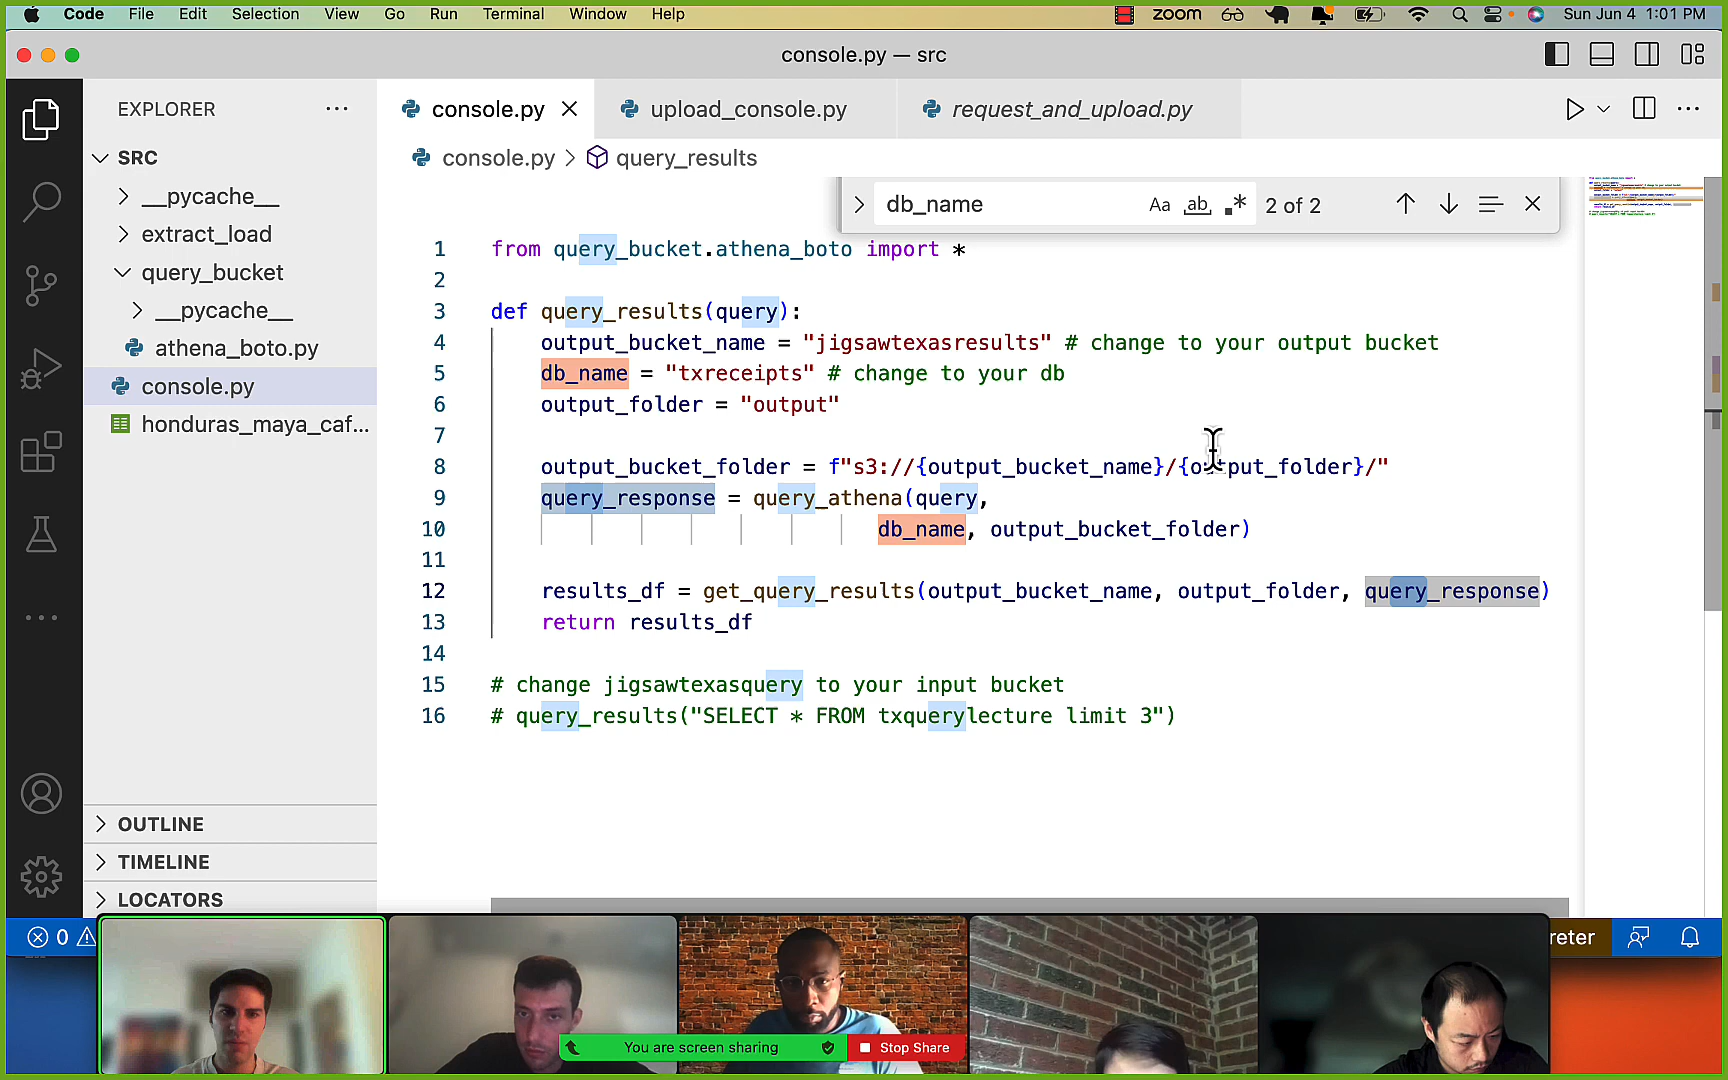 Code File Edit Selection View Go Run Terminal Window Help zoom Sun Jun 4 1:01 PM
console.py — src
EXPLORER
console.py upload_console.py request_and_upload.py
SRC
console.py > query_results
__pycache__
extract_load
query_bucket
__pycache__
athena_boto.py
console.py
honduras_maya_caf...
db_name Aa ab 2 of 2
1 from query_bucket.athena_boto import *
2
3 def query_results(query):
4 output_bucket_name = "jigsawtexasresults" # change to your output bucket
5 db_name = "txreceipts" # change to your db
6 output_folder = "output"
7
8 output_bucket_folder = f"s3://{output_bucket_name}/{output_folder}/"
9 query_response = query_athena(query,
10 db_name, output_bucket_folder)
11
12 results_df = get_query_results(output_bucket_name, output_folder, query_response)
13 return results_df
14
15 # change jigsawtexasquery to your input bucket
16 # query_results("SELECT * FROM txquerylecture limit 3")
OUTLINE
TIMELINE
LOCATORS
0 reter
You are screen sharing Stop Share